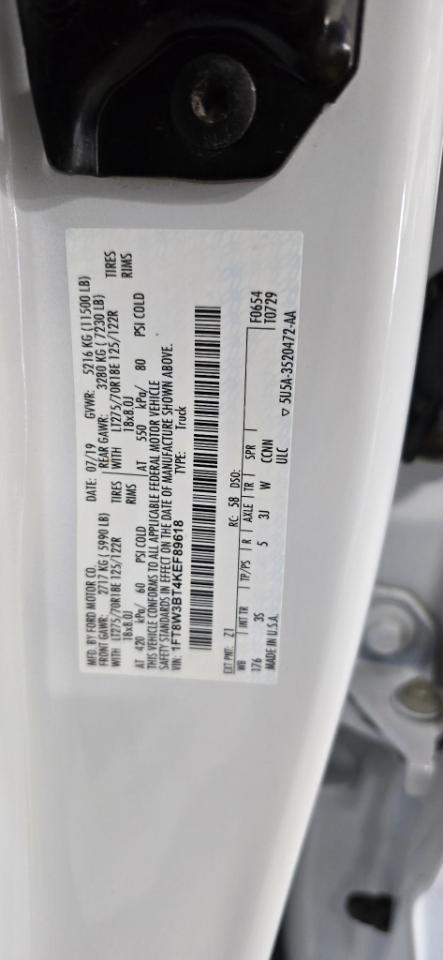 1FD BY FORD MOTOR CO. DATE: 07/19 GVWR: 5216 KG (11500 LB)
FRONT GAWR: 2717 KG (5990 LB) REAR GAWR: 3280 KG (7230 LB)
WITH LT275/70R18E 125/122R TIRES WITH LT275/70R18E 125/122R TIRES
18x8.0J RIMS 18x8.0J RIMS
AT 420 kPa/ 60 PSI COLD AT 550 kPa/ 80 PSI COLD
THIS VEHICLE CONFORMS TO ALL APPLICABLE FEDERAL MOTOR VEHICLE
SAFETY STANDARDS IN EFFECT ON THE DATE OF MANUFACTURE SHOWN ABOVE.
VIN: 1FT8W3BT4KEF89618 TYPE: Truck
EXT PNT: Z1 RC: 58 DSO: F0654
WB INT TR TP/PS R AXLE TR SPR T0729
176 3S 5 3J W CCNN
MADE IN U.S.A. ULC
▽ 5U5A-3520472-AA